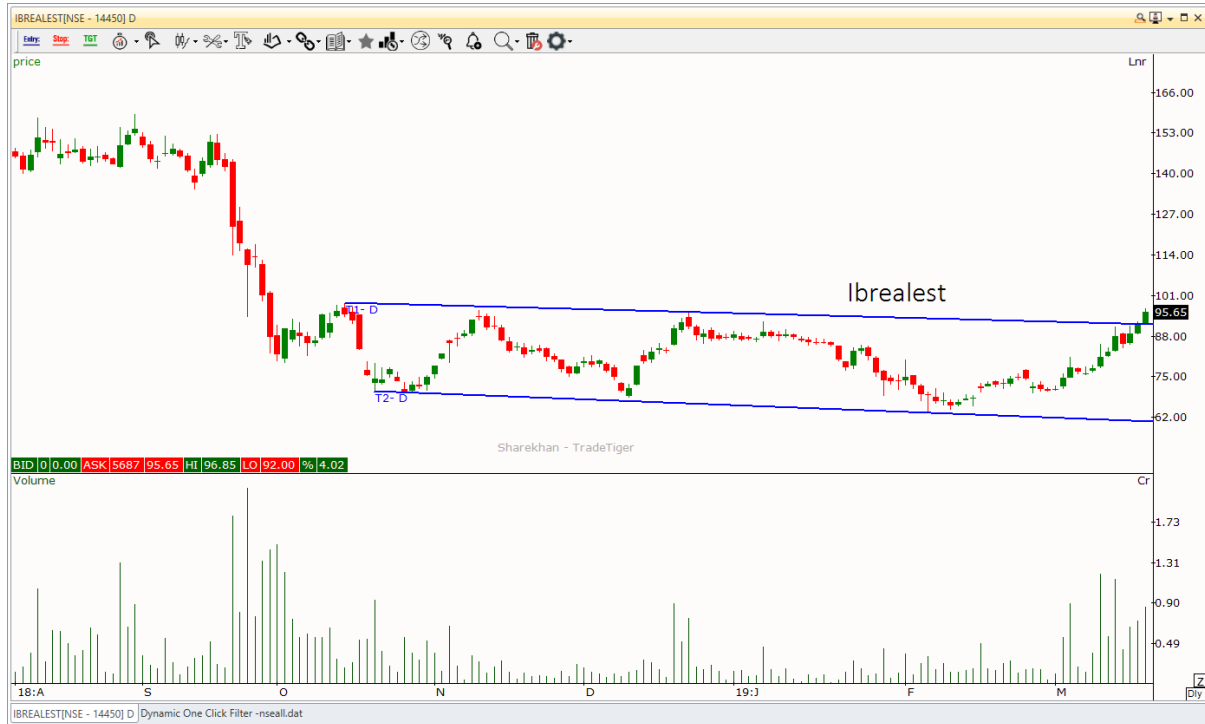 IBREALEST[NSE - 14450] D
Entry: Stop: TGT
price Lnr
166.00
153.00
140.00
127.00
114.00
Ibrealest
101.00
T1- D
95.65
88.00
75.00
T2- D
62.00
Sharekhan - TradeTiger
BID 0 0.00 ASK 5687 95.65 HI 96.85 LO 92.00 % 4.02
Volume Cr
1.73
1.31
0.90
0.49
18:A S O N D 19:J F M
Z
Dly
IBREALEST[NSE - 14450] D Dynamic One Click Filter -nseall.dat